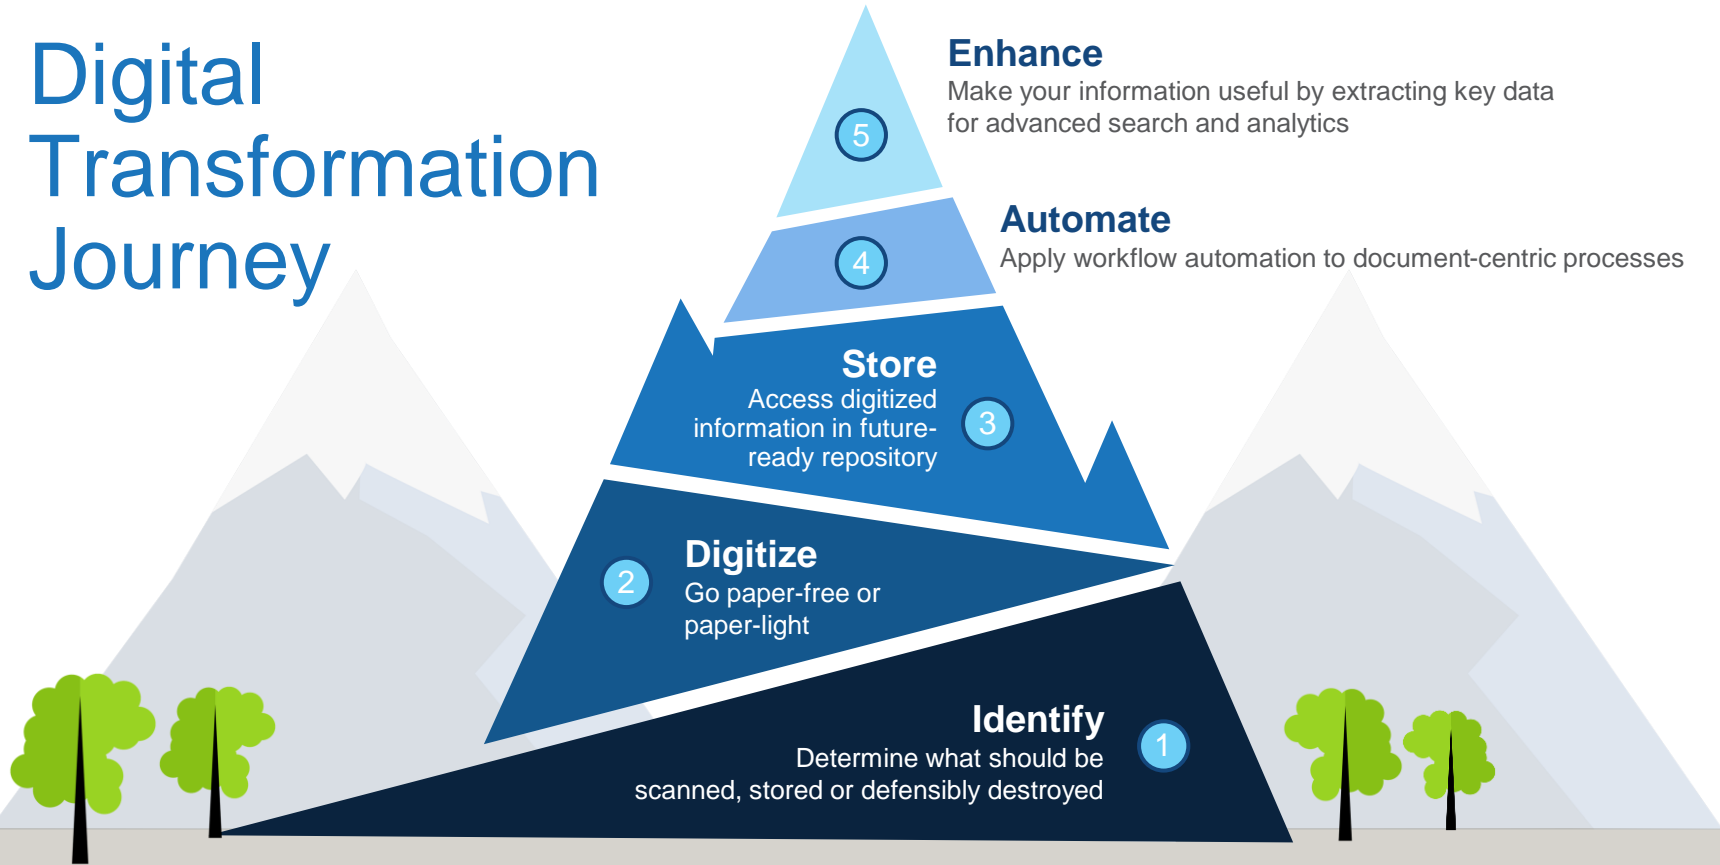 Digital
Transformation
Journey
5
Enhance
Make your information useful by extracting key data
for advanced search and analytics
4
Automate
Apply workflow automation to document-centric processes
Store
Access digitized
information in future-
ready repository
3
2
Digitize
Go paper-free or
paper-light
Identify
Determine what should be
scanned, stored or defensibly destroyed
1